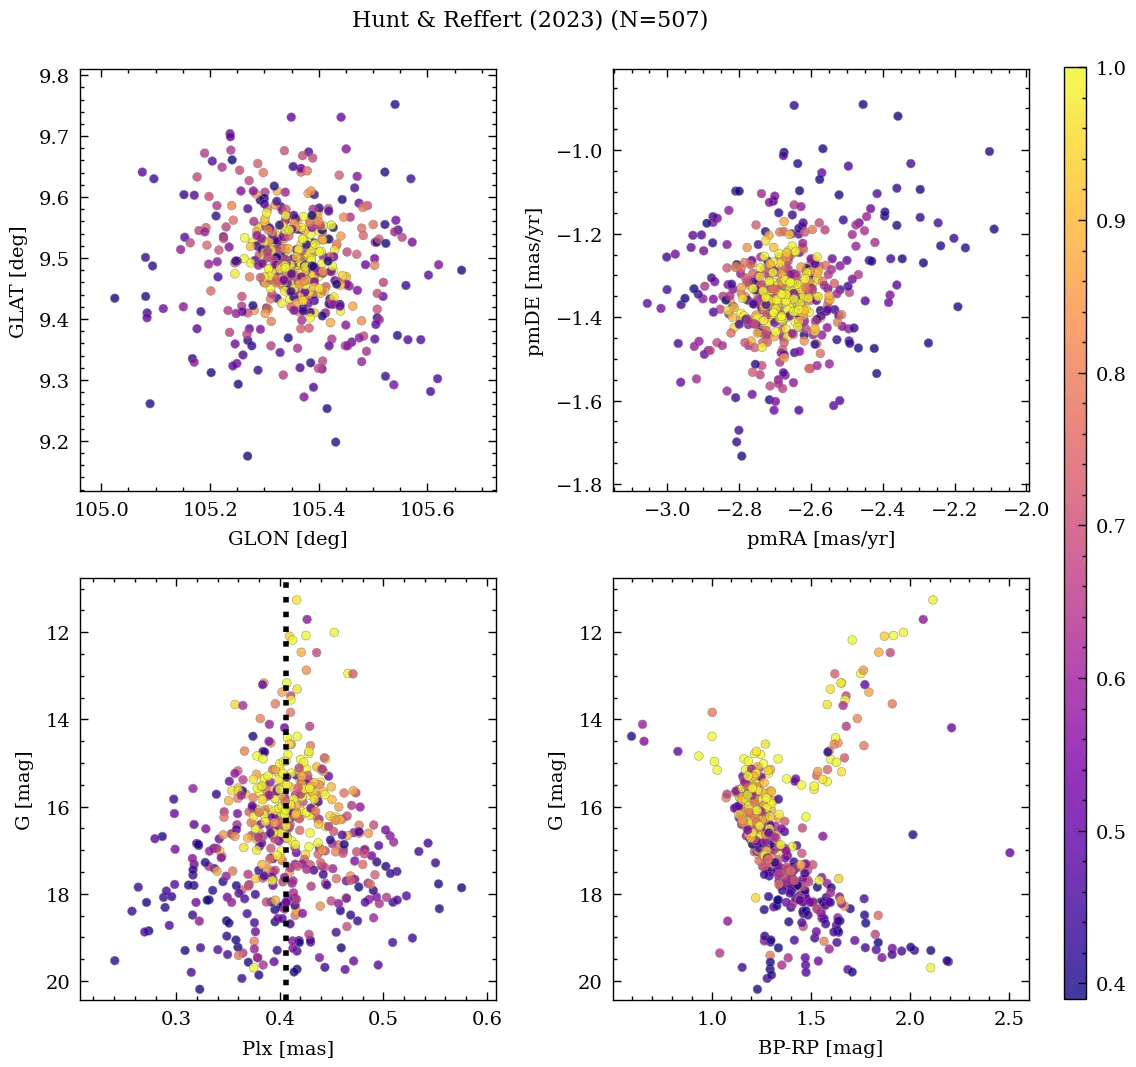 Hunt & Reffert (2023) (N=507)
9.8
9.7
9.6
9.5
9.4
9.3
9.2
GLAT [deg]
105.0 105.2 105.4 105.6
GLON [deg]
−1.0
−1.2
−1.4
−1.6
−1.8
pmDE [mas/yr]
−3.0 −2.8 −2.6 −2.4 −2.2 −2.0
pmRA [mas/yr]
12
14
16
18
20
G [mag]
0.3 0.4 0.5 0.6
Plx [mas]
12
14
16
18
20
G [mag]
1.0 1.5 2.0 2.5
BP-RP [mag]
1.0
0.9
0.8
0.7
0.6
0.5
0.4